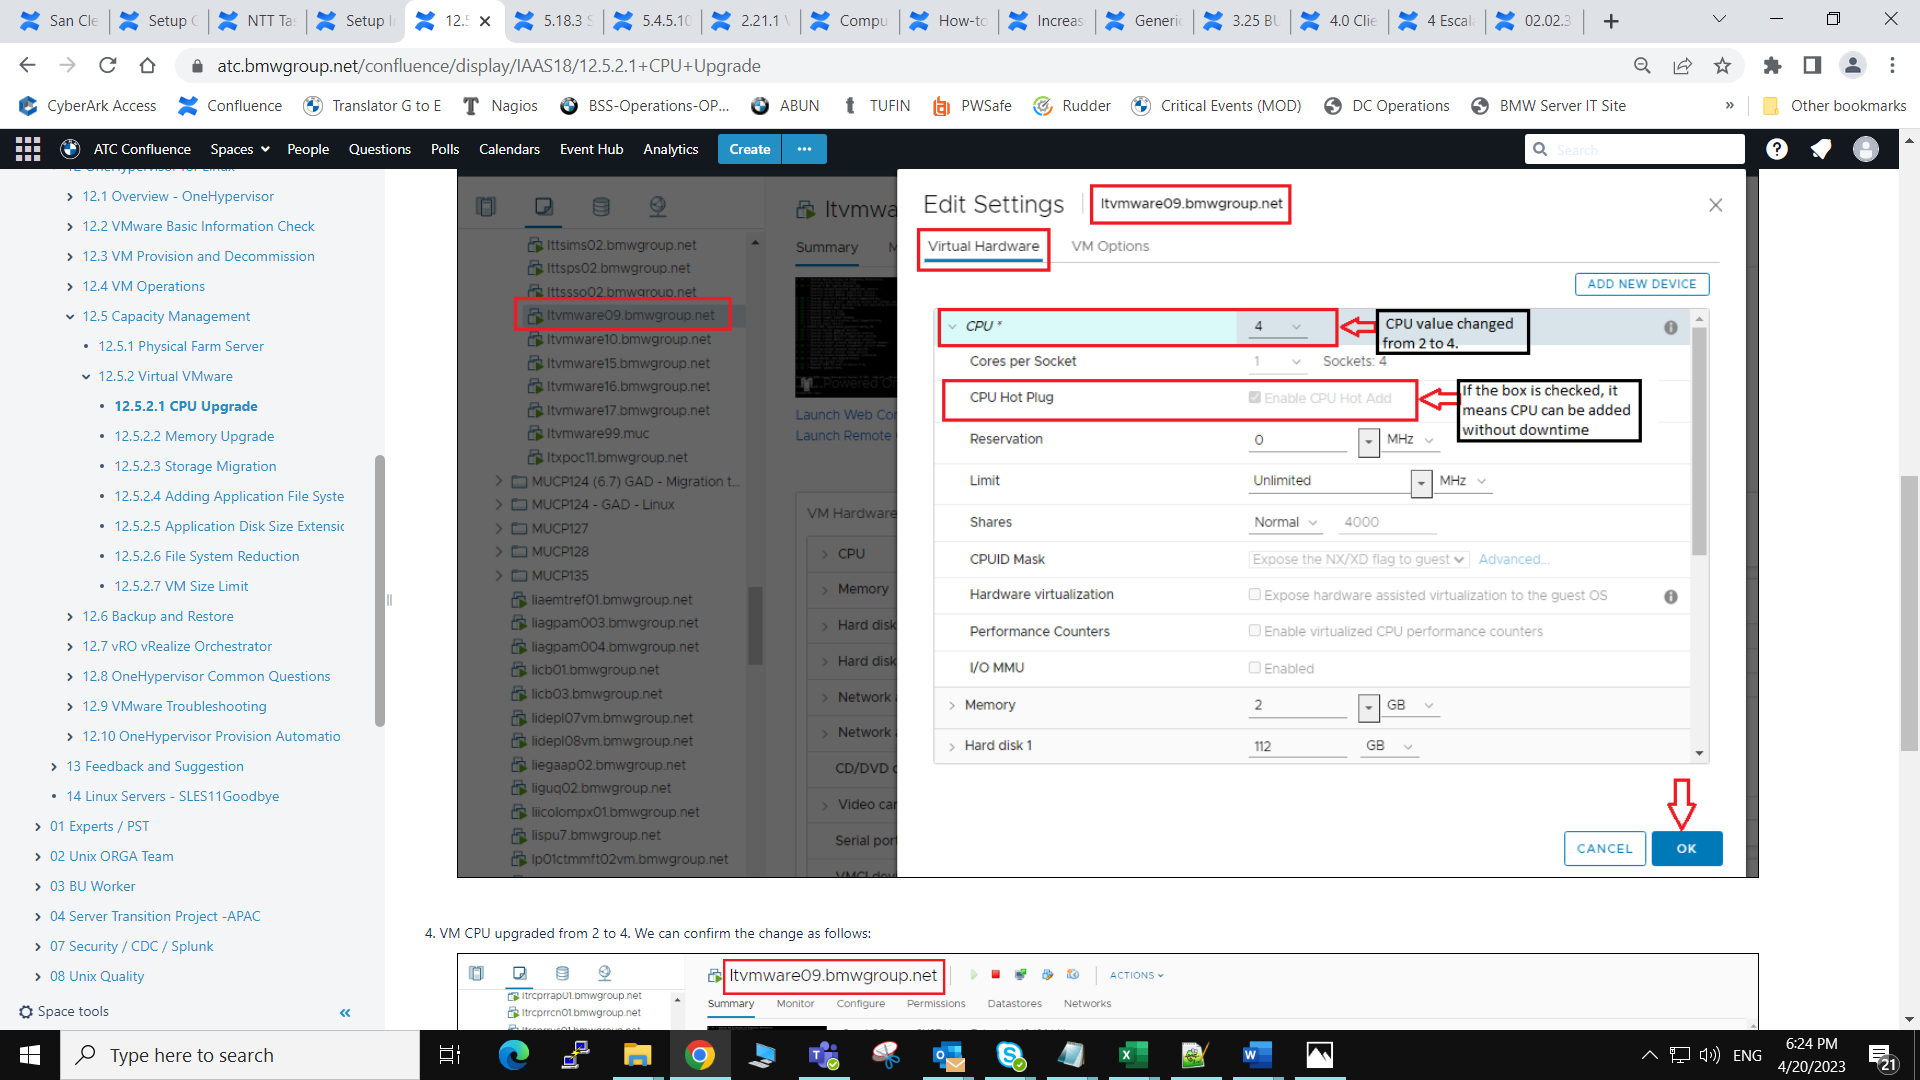 San Cle
Setup C
NTT Tas
Setup In
12.5
5.18.3 S
5.4.5.10
2.21.1 V
Compu
How-to
Increas
Generic
3.25 BU
4.0 Clie
4 Escal
02.02.3
atc.bmwgroup.net/confluence/display/IAAS18/12.5.2.1+CPU+Upgrade
CyberArk Access
Confluence
Translator G to E
Nagios
BSS-Operations-OP...
ABUN
TUFIN
PWSafe
Rudder
Critical Events (MOD)
DC Operations
BMW Server IT Site
»
Other bookmarks
ATC Confluence
Spaces
People
Questions
Polls
Calendars
Event Hub
Analytics
Create
Search
12 OneHypervisor for Linux
12.1 Overview - OneHypervisor
12.2 VMware Basic Information Check
12.3 VM Provision and Decommission
12.4 VM Operations
12.5 Capacity Management
12.5.1 Physical Farm Server
12.5.2 Virtual VMware
12.5.2.1 CPU Upgrade
12.5.2.2 Memory Upgrade
12.5.2.3 Storage Migration
12.5.2.4 Adding Application File Syste
12.5.2.5 Application Disk Size Extensic
12.5.2.6 File System Reduction
12.5.2.7 VM Size Limit
12.6 Backup and Restore
12.7 vRO vRealize Orchestrator
12.8 OneHypervisor Common Questions
12.9 VMware Troubleshooting
12.10 OneHypervisor Provision Automatio
13 Feedback and Suggestion
14 Linux Servers - SLES11Goodbye
01 Experts / PST
02 Unix ORGA Team
03 BU Worker
04 Server Transition Project -APAC
07 Security / CDC / Splunk
08 Unix Quality
Space tools
«
lttsims02.bmwgroup.net
lttsps02.bmwgroup.net
lttssso02.bmwgroup.net
ltvmware09.bmwgroup.net
ltvmware10.bmwgroup.net
ltvmware15.bmwgroup.net
ltvmware16.bmwgroup.net
ltvmware17.bmwgroup.net
ltvmware99.muc
ltxpoc11.bmwgroup.net
MUCP124 (6.7) GAD - Migration t...
MUCP124 - GAD - Linux
MUCP127
MUCP128
MUCP135
liaemtref01.bmwgroup.net
liagpam003.bmwgroup.net
liagpam004.bmwgroup.net
licb01.bmwgroup.net
licb03.bmwgroup.net
lidepl07vm.bmwgroup.net
lidepl08vm.bmwgroup.net
liegaap02.bmwgroup.net
liguq02.bmwgroup.net
liicolompx01.bmwgroup.net
lispu7.bmwgroup.net
lp01ctmmft02vm.bmwgroup.net
ltvmwa
Summary
M
Powered On
Launch Web Con
Launch Remote
VM Hardware
CPU
Memory
Hard disk
Hard disk
Network a
Network a
CD/DVD d
Video car
Serial port
VMCI dev
Edit Settings
ltvmware09.bmwgroup.net
Virtual Hardware
VM Options
ADD NEW DEVICE
CPU *
4
CPU value changed
from 2 to 4.
Cores per Socket
1
Sockets: 4
CPU Hot Plug
Enable CPU Hot Add
If the box is checked, it
means CPU can be added
without downtime
Reservation
0
MHz
Limit
Unlimited
MHz
Shares
Normal
4000
CPUID Mask
Expose the NX/XD flag to guest
Advanced...
Hardware virtualization
Expose hardware assisted virtualization to the guest OS
Performance Counters
Enable virtualized CPU performance counters
I/O MMU
Enabled
Memory
2
GB
Hard disk 1
112
GB
CANCEL
OK
4. VM CPU upgraded from 2 to 4. We can confirm the change as follows:
ltrcprrap01.bmwgroup.net
ltrcprrcn01.bmwgroup.net
ltvmware09.bmwgroup.net
ACTIONS
Summary
Monitor
Configure
Permissions
Datastores
Networks
Type here to search
ENG
6:24 PM
4/20/2023
21